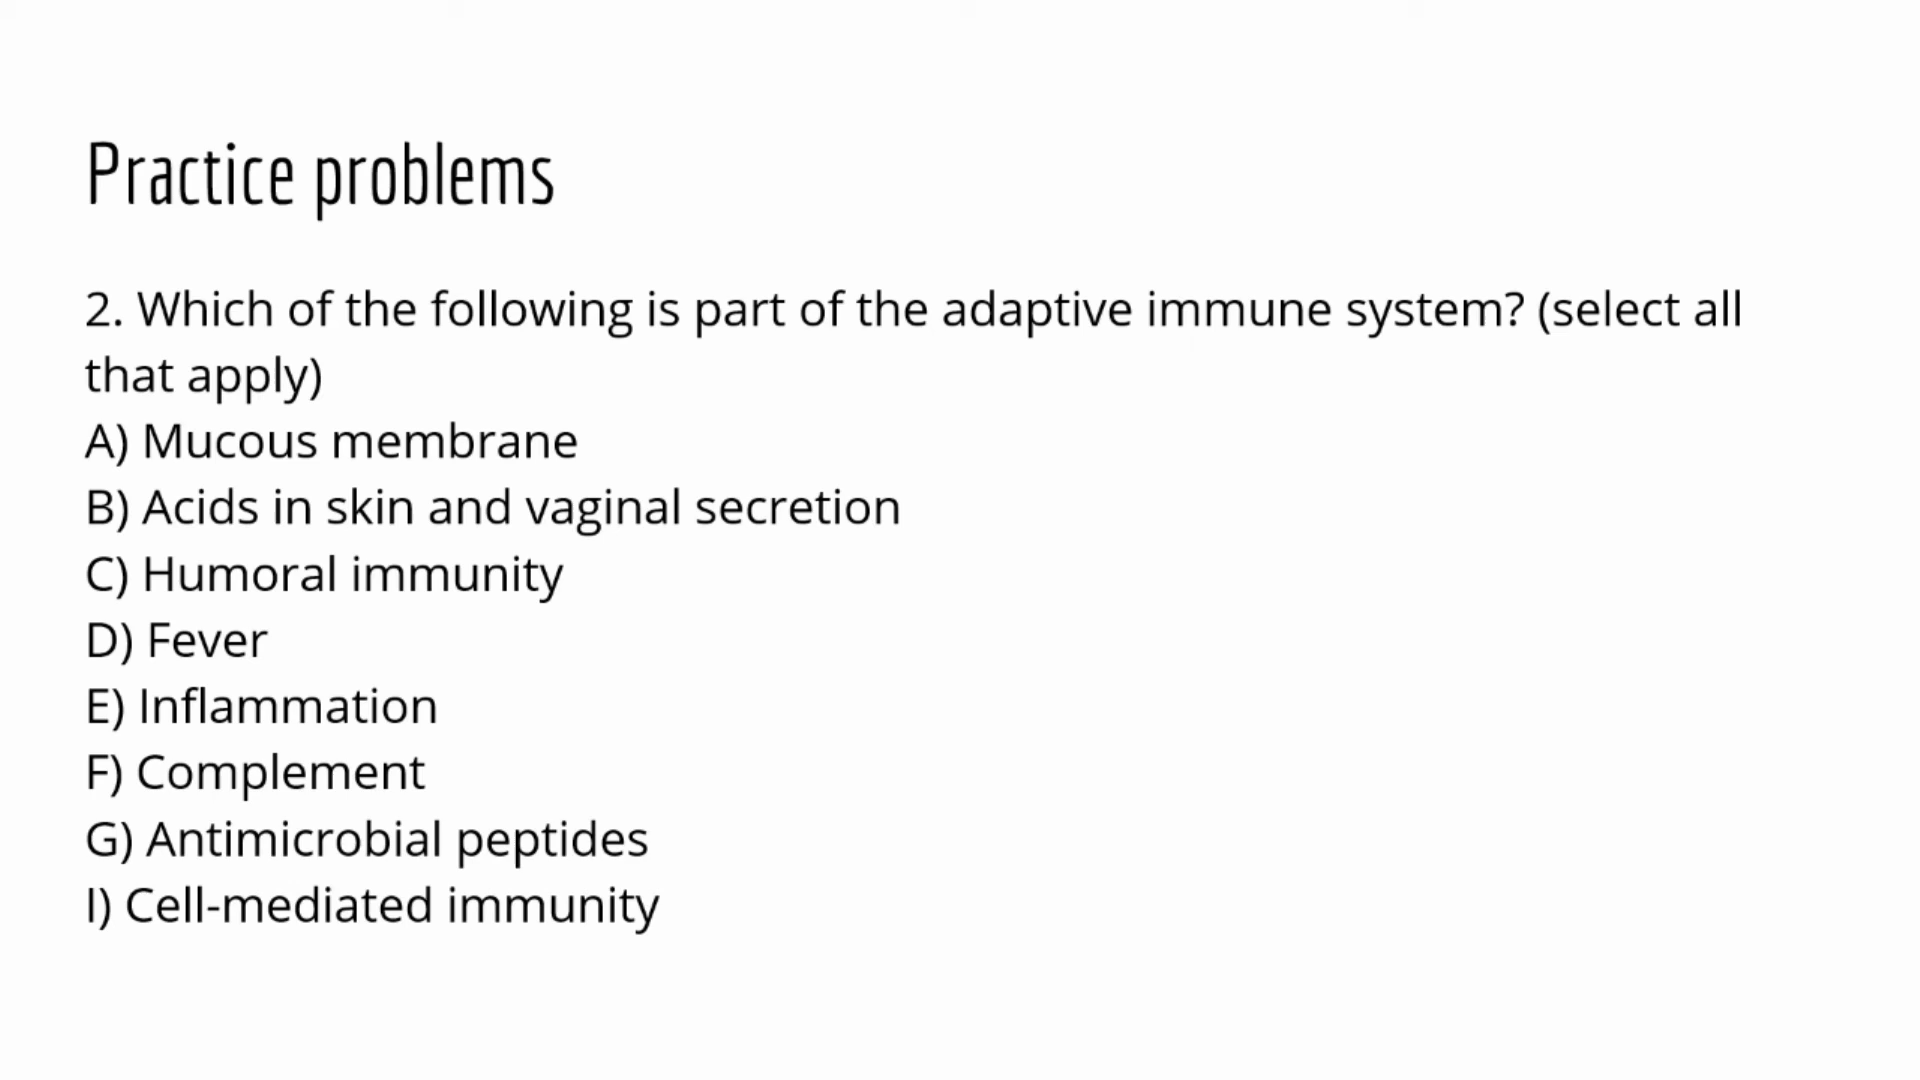 Practice problems
2. Which of the following is part of the adaptive immune system? (select all
that apply)
A) Mucous membrane
B) Acids in skin and vaginal secretion
C) Humoral immunity
D) Fever
E) Inflammation
F) Complement
G) Antimicrobial peptides
I) Cell-mediated immunity